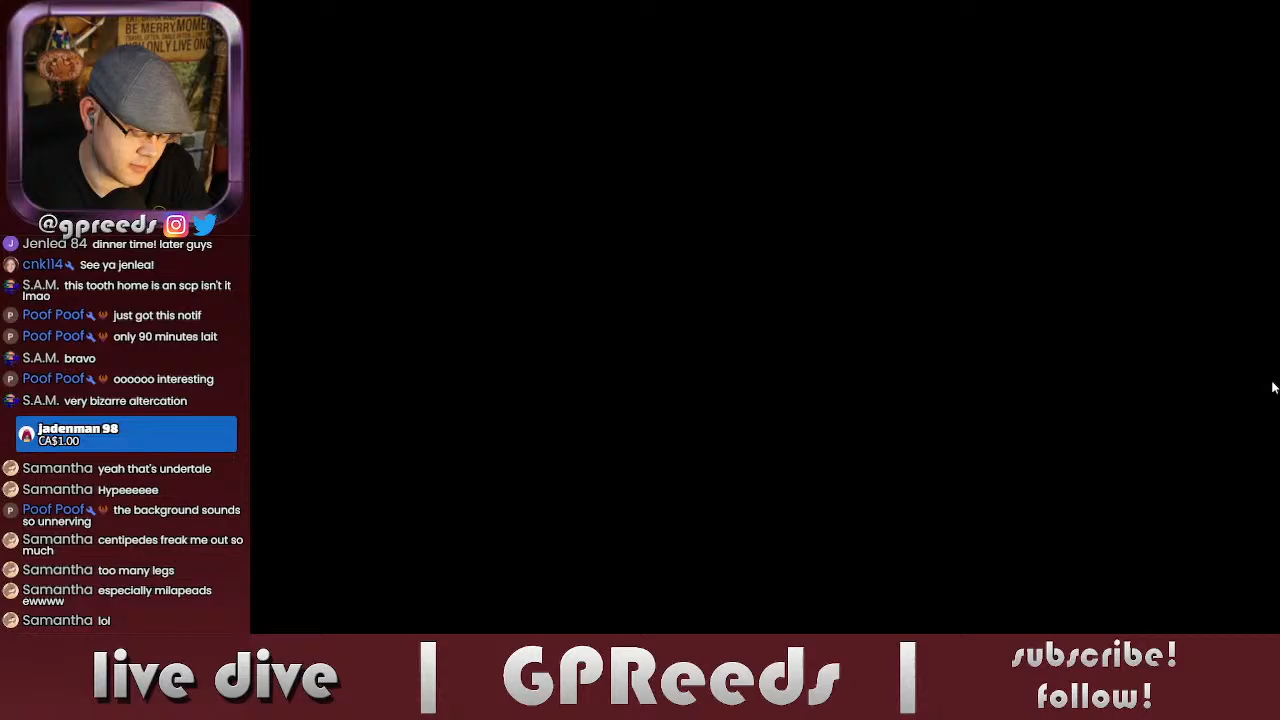 BE MERRY, MOMEN
YOU ONLY LIVE ONC
@gpreeds
Jenlea 84 dinner time! later guys
cnk114 See ya jenlea!
S.A.M. this tooth home is an scp isn't it
lmao
Poof Poof just got this notif
Poof Poof only 90 minutes lait
S.A.M. bravo
Poof Poof oooooo interesting
S.A.M. very bizarre altercation
Jadenman 98
CA$1.00
Samantha yeah that's undertale
Samantha Hypeeeeee
Poof Poof the background sounds
so unnerving
Samantha centipedes freak me out so
much
Samantha too many legs
Samantha especially milapeads
ewwww
Samantha lol
live dive | GPReeds | subscribe!
follow!